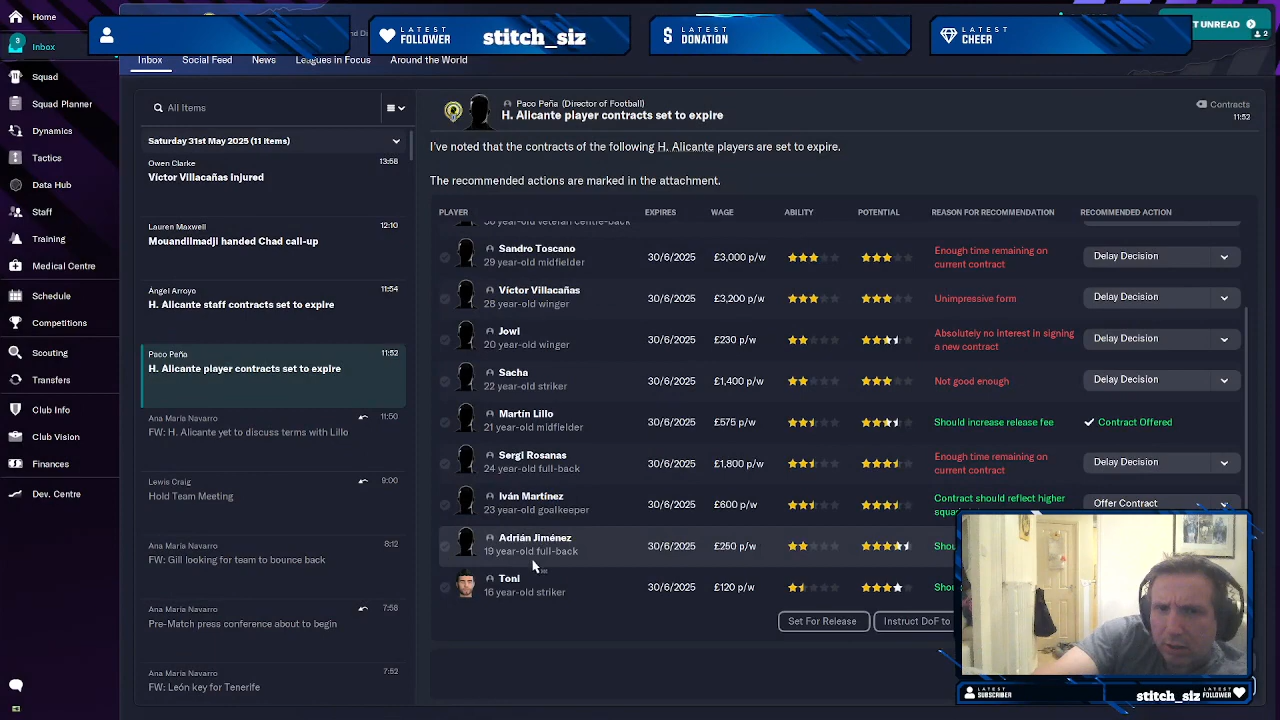 Home
UNREAD
2
LATEST
FOLLOWER
stitch_siz
LATEST
DONATION
LATEST
CHEER
3
Inbox
Inbox
Social Feed
News
Leagues in Focus
Around the World
Squad
Squad Planner
Dynamics
Tactics
Data Hub
Staff
Training
Medical Centre
Schedule
Competitions
Scouting
Transfers
Club Info
Club Vision
Finances
Dev. Centre
All Items
Saturday 31st May 2025 (11 items)
Owen Clarke 13:58
Víctor Villacañas injured
Lauren Maxwell 12:10
Mouandilmadji handed Chad call-up
Ángel Arroyo 11:54
H. Alicante staff contracts set to expire
Paco Peña 11:52
H. Alicante player contracts set to expire
Ana María Navarro 11:50
FW: H. Alicante yet to discuss terms with Lillo
Lewis Craig 9:00
Hold Team Meeting
Ana María Navarro 8:12
FW: Gill looking for team to bounce back
Ana María Navarro 7:58
Pre-Match press conference about to begin
Ana María Navarro 7:52
FW: León key for Tenerife
Paco Peña (Director of Football)
H. Alicante player contracts set to expire
Contracts
11:52
I've noted that the contracts of the following H. Alicante players are set to expire.
The recommended actions are marked in the attachment.
PLAYER EXPIRES WAGE ABILITY POTENTIAL REASON FOR RECOMMENDATION RECOMMENDED ACTION
Sandro Toscano
29 year-old midfielder
30/6/2025 £3,000 p/w
Enough time remaining on
current contract
Delay Decision
Víctor Villacañas
28 year-old winger
30/6/2025 £3,200 p/w
Unimpressive form
Delay Decision
Jowl
20 year-old winger
30/6/2025 £230 p/w
Absolutely no interest in signing
a new contract
Delay Decision
Sacha
22 year-old striker
30/6/2025 £1,400 p/w
Not good enough
Delay Decision
Martín Lillo
21 year-old midfielder
30/6/2025 £575 p/w
Should increase release fee
Contract Offered
Sergi Rosanas
24 year-old full-back
30/6/2025 £1,800 p/w
Enough time remaining on
current contract
Delay Decision
Iván Martínez
23 year-old goalkeeper
30/6/2025 £600 p/w
Contract should reflect higher
Offer Contract
Adrián Jiménez
19 year-old full-back
30/6/2025 £250 p/w
Toni
16 year-old striker
30/6/2025 £120 p/w
Set For Release
Instruct DoF to
LATEST
SUBSCRIBER
stitch_siz
LATEST
FOLLOWER